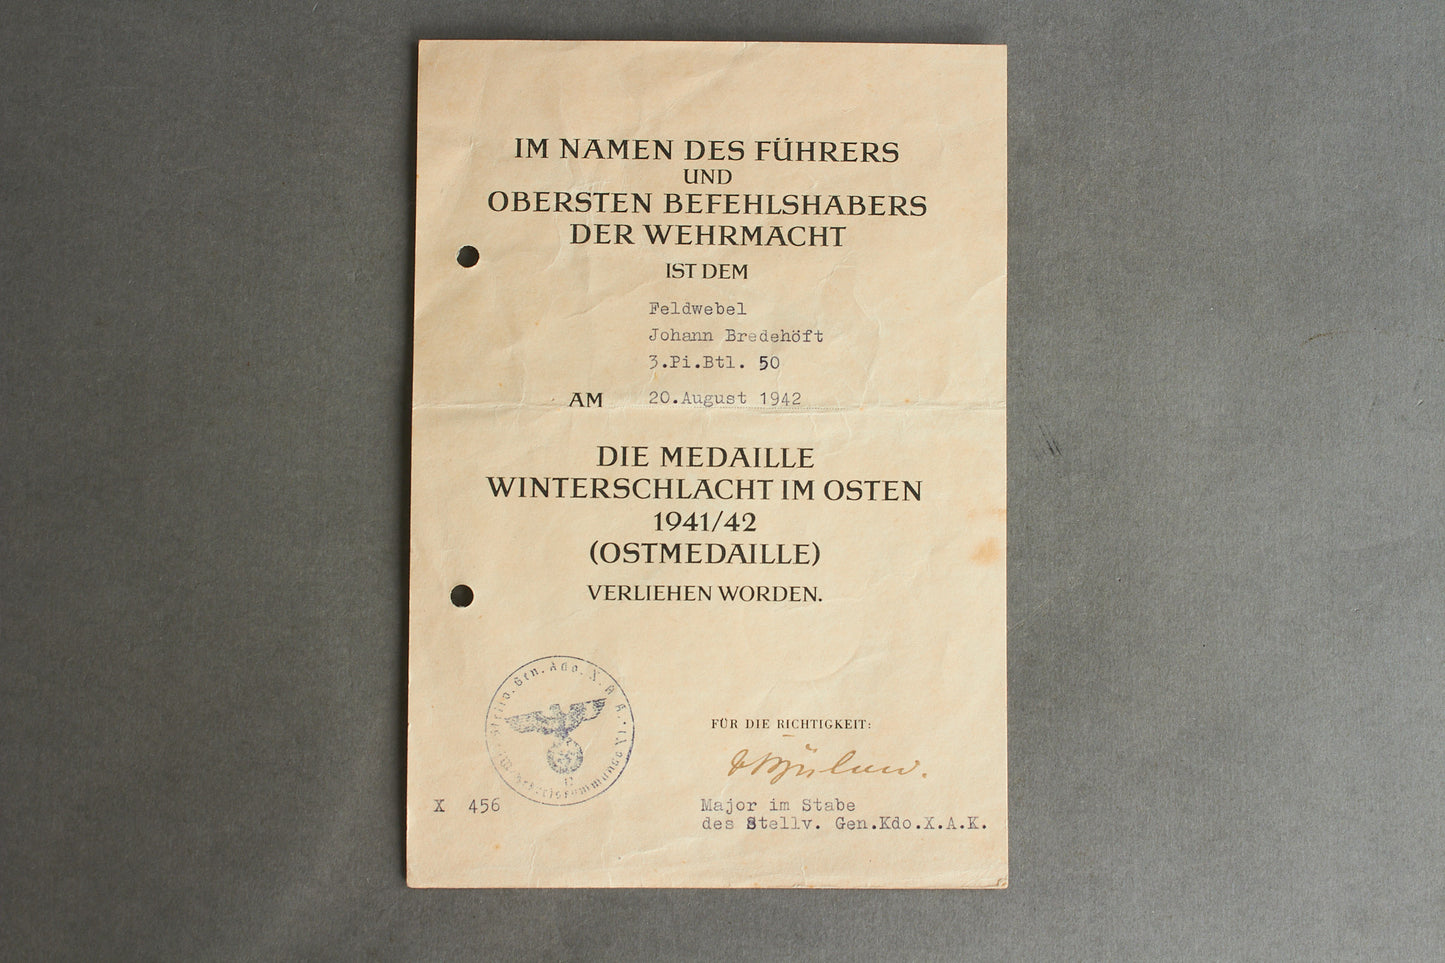 IM NAMEN DES FÜHRERS
UND
OBERSTEN BEFEHLSHABERS
DER WEHRMACHT
IST DEM
Feldwebel
Johann Bredehöft
3.Pi.Btl. 50
AM 20.August 1942
DIE MEDAILLE
WINTERSCHLACHT IM OSTEN
1941/42
(OSTMEDAILLE)
VERLIEHEN WORDEN.
Gen. Kdo. X. A. K.
FÜR DIE RICHTIGKEIT:
X 456
Major im Stabe
des Stellv. Gen.Kdo.X.A.K.